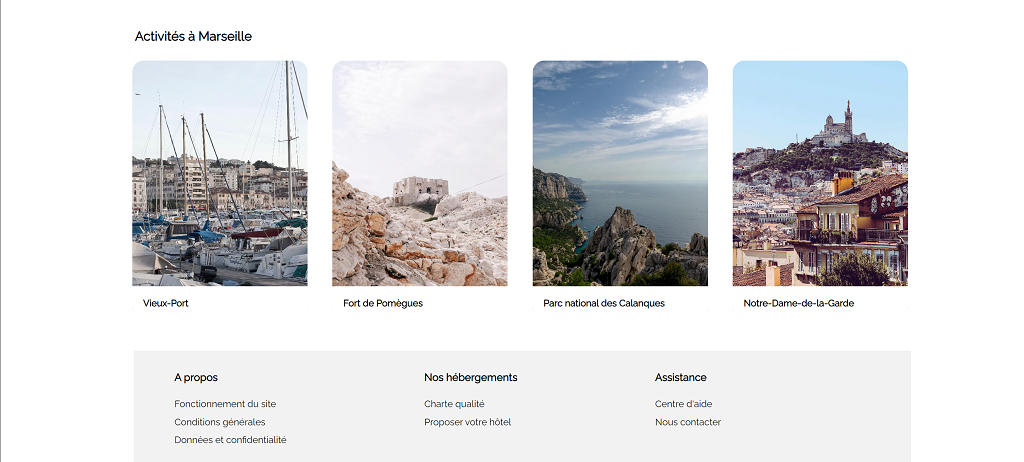 Activités à Marseille
Vieux-Port
Fort de Pomègues
Parc national des Calanques
Notre-Dame-de-la-Garde
A propos
Fonctionnement du site
Conditions générales
Données et confidentialité
Nos hébergements
Charte qualité
Proposer votre hôtel
Assistance
Centre d'aide
Nous contacter